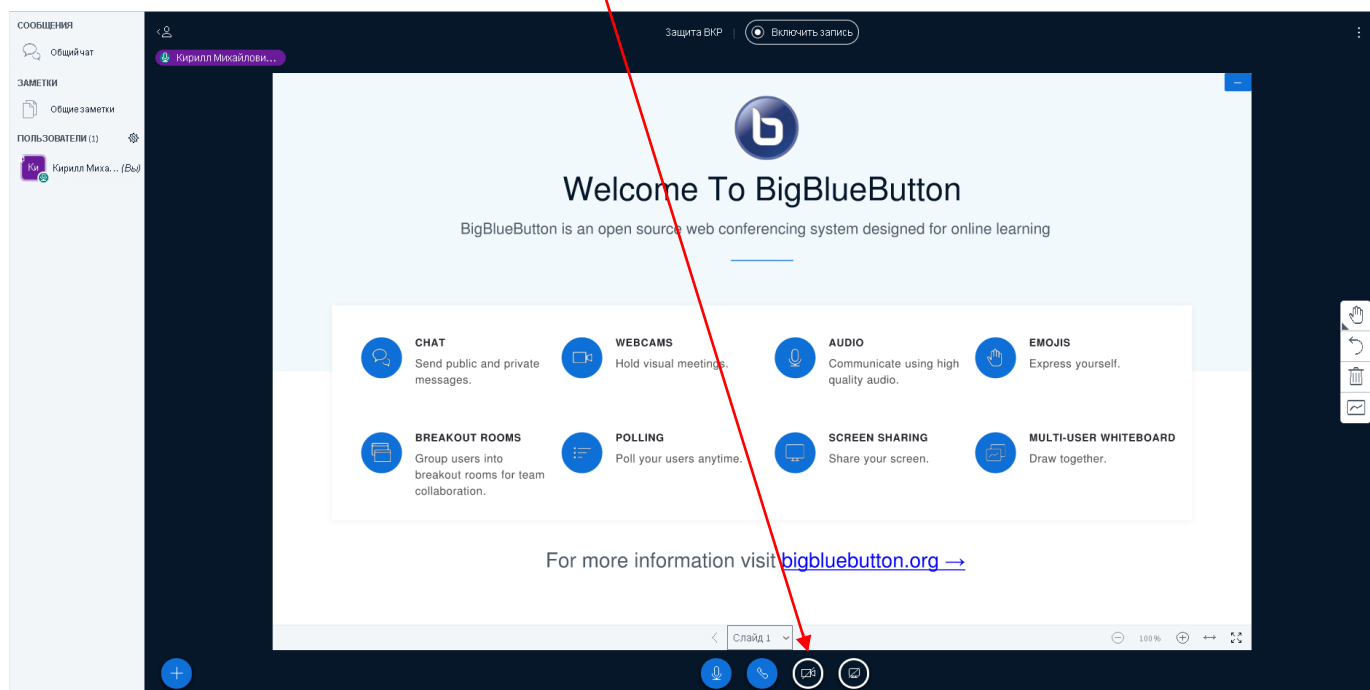 СООБЩЕНИЯ
Общий чат
ЗАМЕТКИ
Общие заметки
ПОЛЬЗОВАТЕЛИ (1)
Ки Кирилл Миха... (Вы)
Защита ВКР | Включить запись
Кирилл Михайлови...
Welcome To BigBlueButton
BigBlueButton is an open source web conferencing system designed for online learning
CHAT
Send public and private
messages.
WEBCAMS
Hold visual meetings.
AUDIO
Communicate using high
quality audio.
EMOJIS
Express yourself.
BREAKOUT ROOMS
Group users into
breakout rooms for team
collaboration.
POLLING
Poll your users anytime.
SCREEN SHARING
Share your screen.
MULTI-USER WHITEBOARD
Draw together.
For more information visit bigbluebutton.org →
Слайд 1
100%